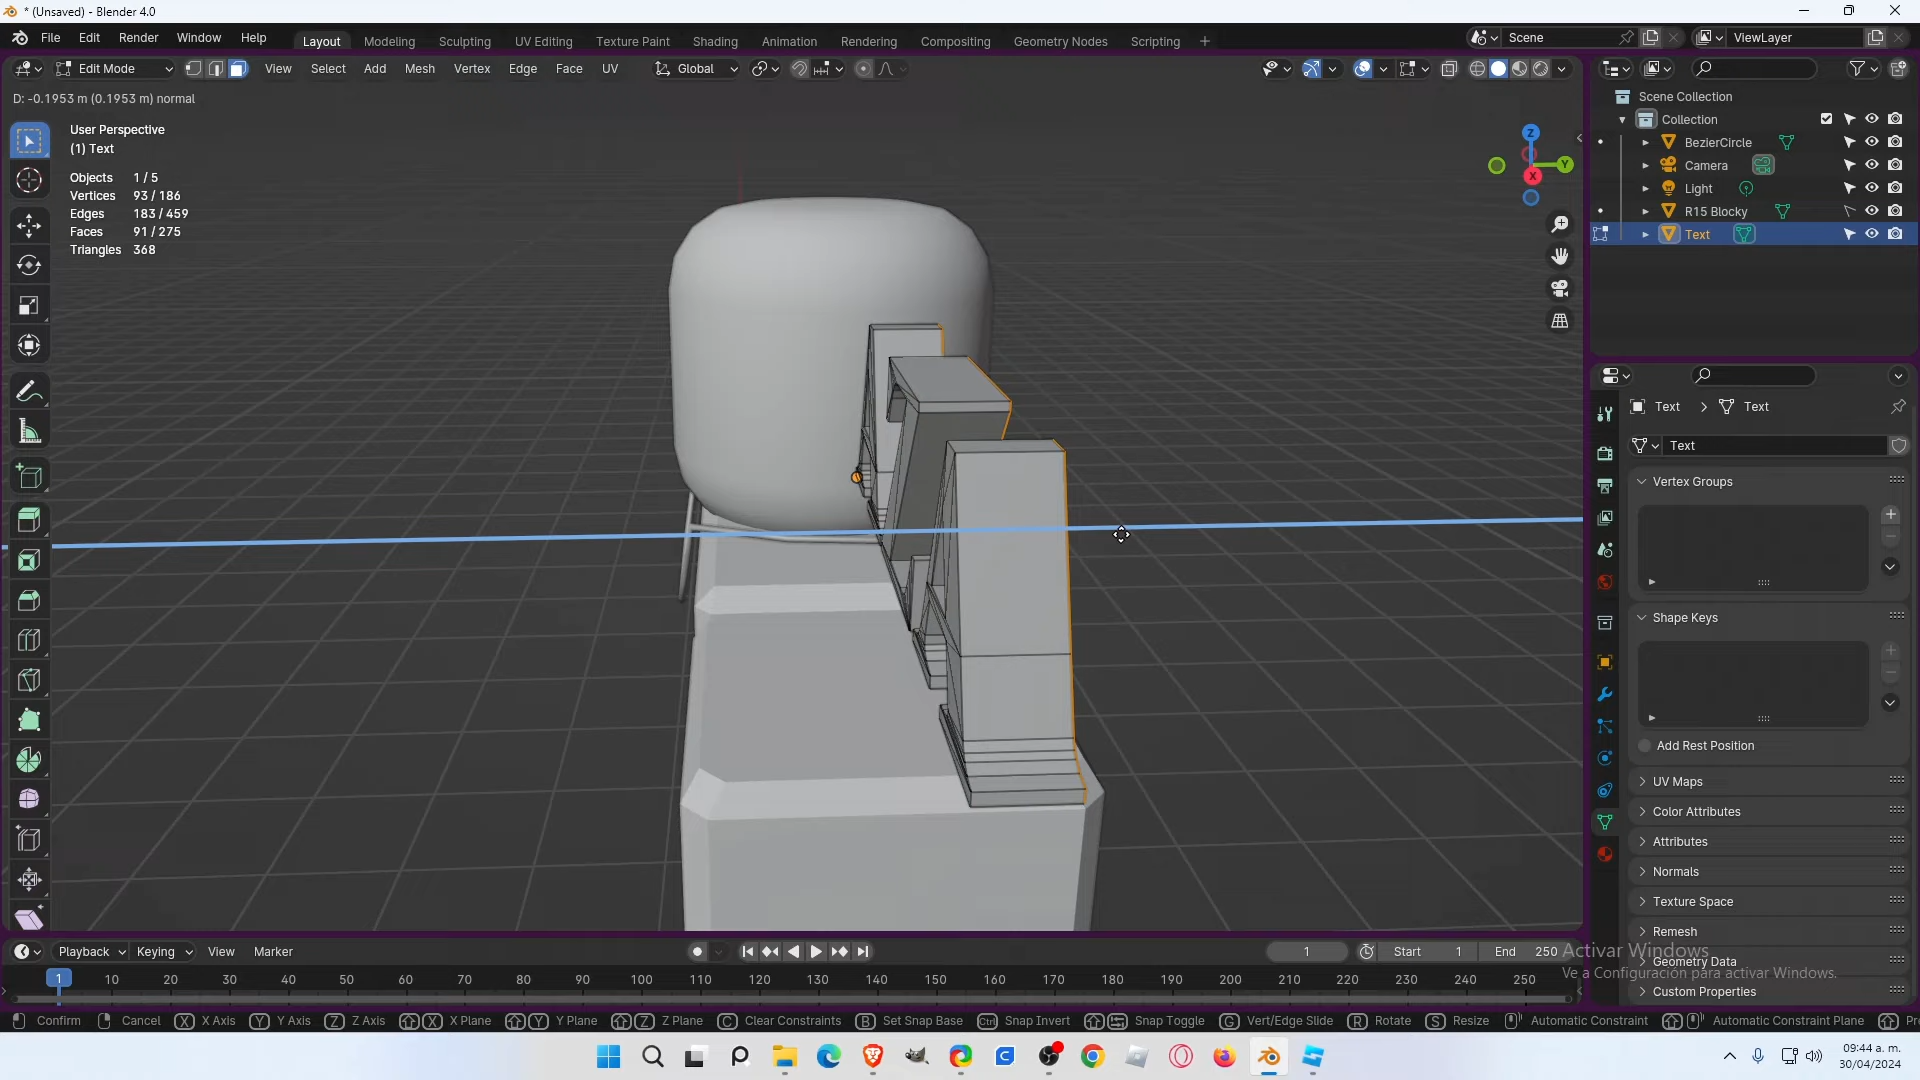 * (Unsaved) - Blender 4.0
File Edit Render Window Help Layout Modeling Sculpting UV Editing Texture Paint Shading Animation Rendering Compositing Geometry Nodes Scripting + Scene ViewLayer
Edit Mode View Select Add Mesh Vertex Edge Face UV Global
D: -0.1953 m (0.1953 m) normal
User Perspective
(1) Text
Objects 1 / 5
Vertices 93 / 186
Edges 183 / 459
Faces 91 / 275
Triangles 368
Z
Y
X
Scene Collection
Collection
BezierCircle
Camera
Light
R15 Blocky
Text
Text > Text
Text
Vertex Groups
Shape Keys
Add Rest Position
UV Maps
Color Attributes
Attributes
Normals
Texture Space
Remesh
Geometry Data
Custom Properties
Activar Windows
Ve a Configuración para activar Windows.
Playback Keying View Marker 1 Start 1 End 250
1 10 20 30 40 50 60 70 80 90 100 110 120 130 140 150 160 170 180 190 200 210 220 230 240 250
Confirm Cancel X X Axis Y Y Axis Z Z Axis X X Plane Y Y Plane Z Z Plane C Clear Constraints B Set Snap Base Ctrl Snap Invert Snap Toggle G Vert/Edge Slide R Rotate S Resize Automatic Constraint Automatic Constraint Plane
09:44 a. m.
30/04/2024